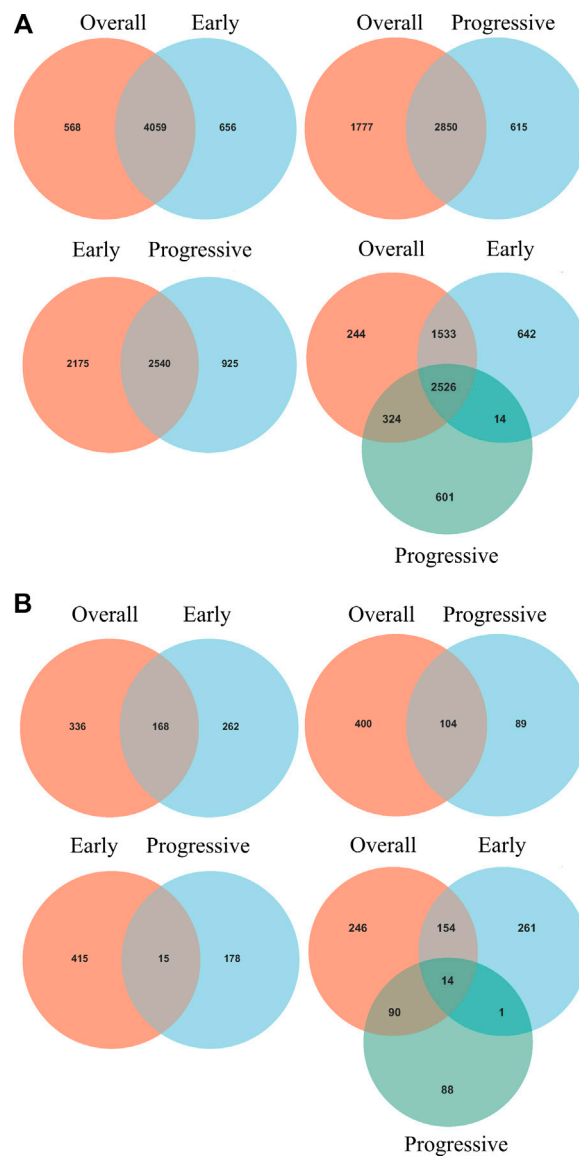 A
Overall Early
568 4059 656
Overall Progressive
1777 2850 615
Early Progressive
2175 2540 925
Overall Early
244 1533 642
2526
324 14
601
Progressive
B
Overall Early
336 168 262
Overall Progressive
400 104 89
Early Progressive
415 15 178
Overall Early
246 154 261
14
90 1
88
Progressive